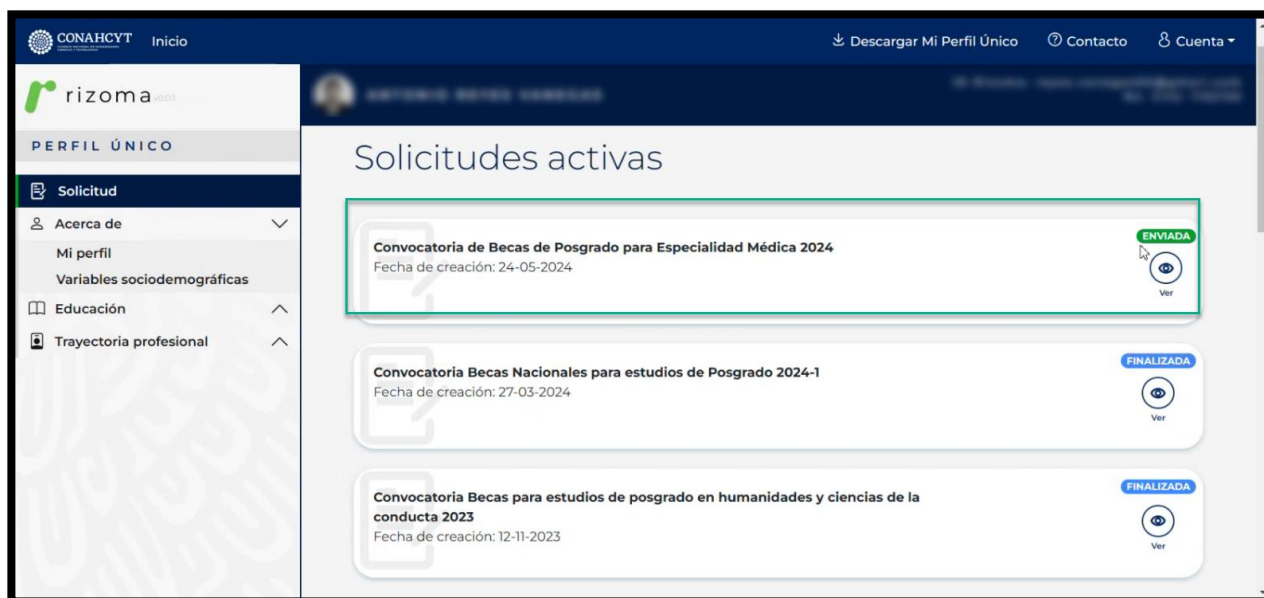 CONAHCYT Inicio
Descargar Mi Perfil Único Contacto Cuenta
rizoma
PERFIL ÚNICO
Solicitud
Acerca de
Mi perfil
Variables sociodemográficas
Educación
Trayectoria profesional
Solicitudes activas
Convocatoria de Becas de Posgrado para Especialidad Médica 2024
Fecha de creación: 24-05-2024
ENVIADA
Ver
Convocatoria Becas Nacionales para estudios de Posgrado 2024-1
Fecha de creación: 27-03-2024
FINALIZADA
Ver
Convocatoria Becas para estudios de posgrado en humanidades y ciencias de la
conducta 2023
Fecha de creación: 12-11-2023
FINALIZADA
Ver